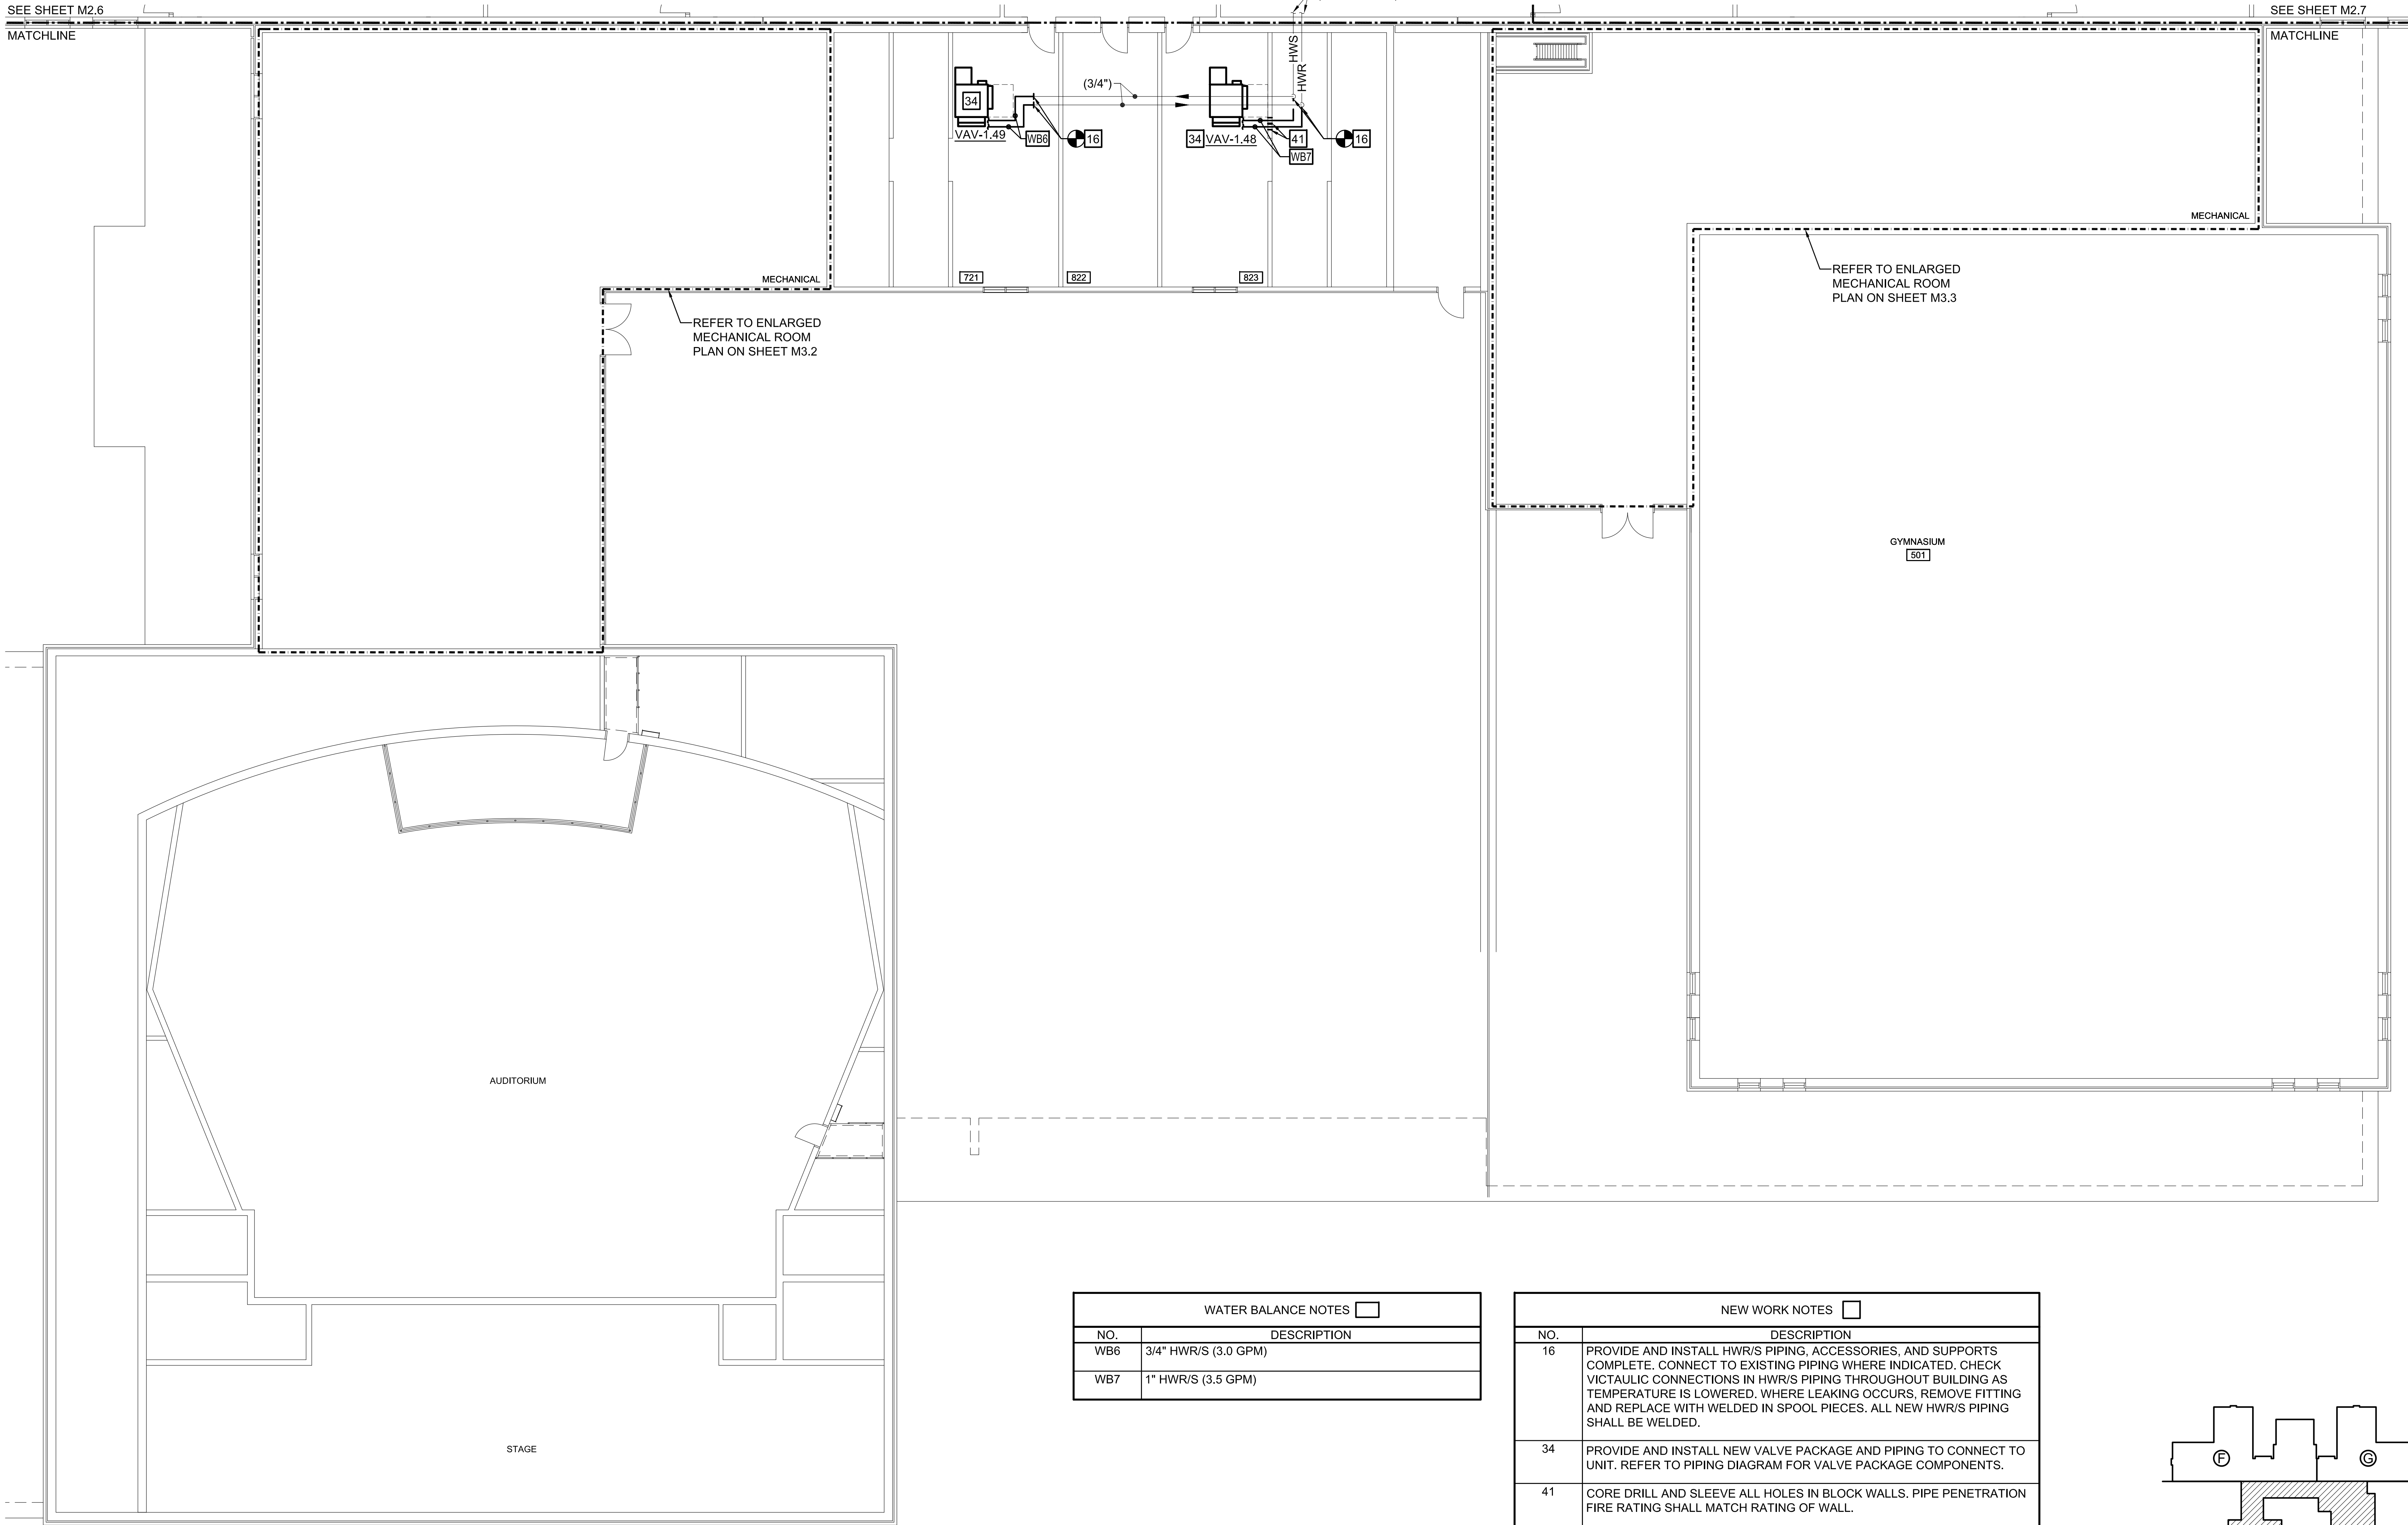 SEE SHEET M2.6
MATCHLINE
SEE SHEET M2.7
MATCHLINE
HWS
HWR
(3/4")
34
VAV-1.49
WB6
16
34 VAV-1.48
41
WB7
16
721
822
823
MECHANICAL
REFER TO ENLARGED
MECHANICAL ROOM
PLAN ON SHEET M3.2
MECHANICAL
REFER TO ENLARGED
MECHANICAL ROOM
PLAN ON SHEET M3.3
GYMNASIUM
501
AUDITORIUM
STAGE
WATER BALANCE NOTES
NO. DESCRIPTION
WB6 3/4" HWR/S (3.0 GPM)
WB7 1" HWR/S (3.5 GPM)
NEW WORK NOTES
NO. DESCRIPTION
16 PROVIDE AND INSTALL HWR/S PIPING, ACCESSORIES, AND SUPPORTS
COMPLETE. CONNECT TO EXISTING PIPING WHERE INDICATED. CHECK
VICTAULIC CONNECTIONS IN HWR/S PIPING THROUGHOUT BUILDING AS
TEMPERATURE IS LOWERED. WHERE LEAKING OCCURS, REMOVE FITTING
AND REPLACE WITH WELDED IN SPOOL PIECES. ALL NEW HWR/S PIPING
SHALL BE WELDED.
34 PROVIDE AND INSTALL NEW VALVE PACKAGE AND PIPING TO CONNECT TO
UNIT. REFER TO PIPING DIAGRAM FOR VALVE PACKAGE COMPONENTS.
41 CORE DRILL AND SLEEVE ALL HOLES IN BLOCK WALLS. PIPE PENETRATION
FIRE RATING SHALL MATCH RATING OF WALL.
F
G